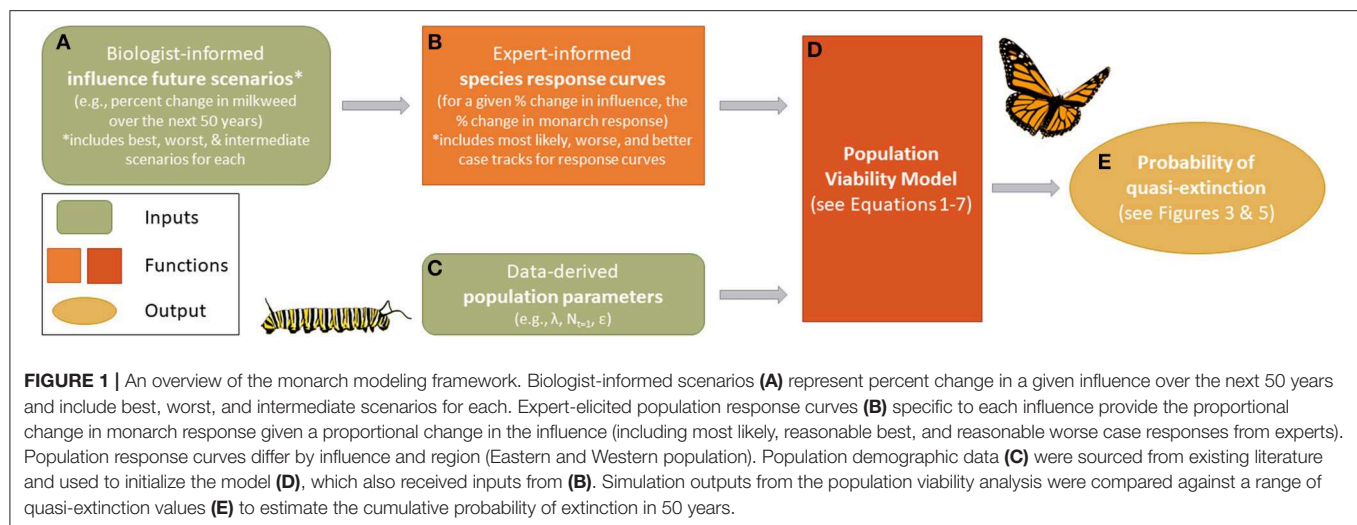 A
Biologist-informed
influence future scenarios*
(e.g., percent change in milkweed
over the next 50 years)
*includes best, worst, & intermediate
scenarios for each
B
Expert-informed
species response curves
(for a given % change in influence, the
% change in monarch response)
*includes most likely, worse, and better
case tracks for response curves
C
Data-derived
population parameters
(e.g., λ, Nₜ₌₁, ε)
D
Population
Viability Model
(see Equations 1-7)
E
Probability of
quasi-extinction
(see Figures 3 & 5)
Inputs
Functions
Output
FIGURE 1 | An overview of the monarch modeling framework. Biologist-informed scenarios (A) represent percent change in a given influence over the next 50 years
and include best, worst, and intermediate scenarios for each. Expert-elicited population response curves (B) specific to each influence provide the proportional
change in monarch response given a proportional change in the influence (including most likely, reasonable best, and reasonable worse case responses from experts).
Population response curves differ by influence and region (Eastern and Western population). Population demographic data (C) were sourced from existing literature
and used to initialize the model (D), which also received inputs from (B). Simulation outputs from the population viability analysis were compared against a range of
quasi-extinction values (E) to estimate the cumulative probability of extinction in 50 years.